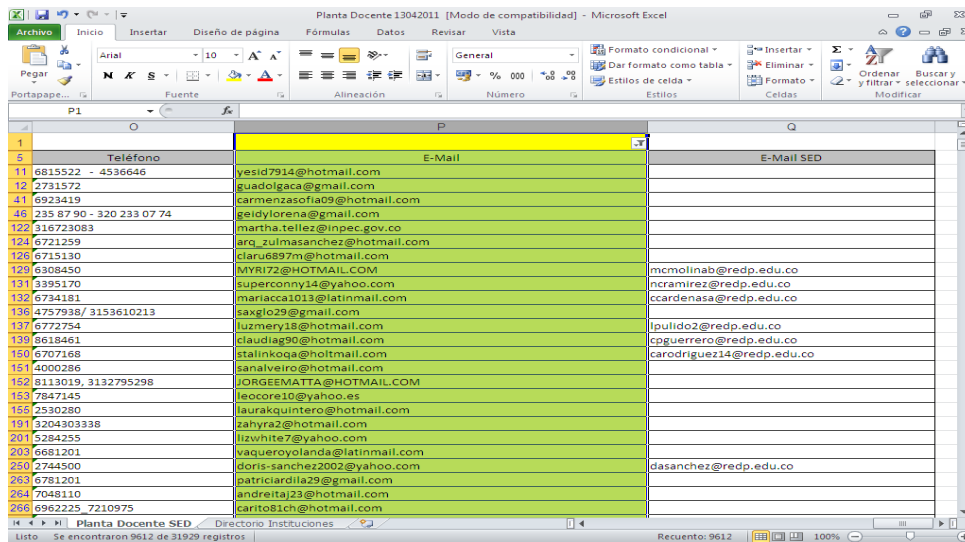 Planta Docente 13042011 [Modo de compatibilidad] - Microsoft Excel
Archivo Inicio Insertar Diseño de página Fórmulas Datos Revisar Vista
Pegar
Arial 10
General
Formato condicional
Dar formato como tabla
Estilos de celda
Insertar
Eliminar
Formato
Ordenar y filtrar
Buscar y seleccionar
N K S
% 000
Portapape... Fuente Alineación Número Estilos Celdas Modificar
P1 fx
O P Q
1
5 Teléfono E-Mail E-Mail SED
11 6815522 - 4536646 yesid7914@hotmail.com
12 2731572 guadolgaca@gmail.com
41 6923419 carmenzasofia09@hotmail.com
46 235 87 90 - 320 233 07 74 geidylorena@gmail.com
122 316723083 martha.tellez@inpec.gov.co
124 6721259 arq_zulmasanchez@hotmail.com
126 6715130 claru6897m@hotmail.com
129 6308450 MYRI72@HOTMAIL.COM mcmolinab@redp.edu.co
131 3395170 superconny14@yahoo.com ncramirez@redp.edu.co
132 6734181 mariacca1013@latinmail.com ccardenasa@redp.edu.co
136 4757938/ 3153610213 saxglo29@gmail.com
137 6772754 luzmery18@hotmail.com lpulido2@redp.edu.co
139 8618461 claudiag90@hotmail.com cpguerrero@redp.edu.co
150 6707168 stalinkoqa@holtmail.com carodriguez14@redp.edu.co
151 4000286 sanalveiro@hotmail.com
152 8113019, 3132795298 JORGEEMATTA@HOTMAIL.COM
153 7847145 leocore10@yahoo.es
155 2530280 laurakquintero@hotmail.com
191 3204303338 zahyra2@hotmail.com
201 5284255 lizwhite7@yahoo.com
203 6681201 vaqueroyolanda@latinmail.com
250 2744500 doris-sanchez2002@yahoo.com dasanchez@redp.edu.co
263 6781201 patriciardila29@gmail.com
264 7048110 andreitaj23@hotmail.com
266 6962225_7210975 carito81ch@hotmail.com
Planta Docente SED Directorio Instituciones
Listo Se encontraron 9612 de 31929 registros Recuento: 9612 100%